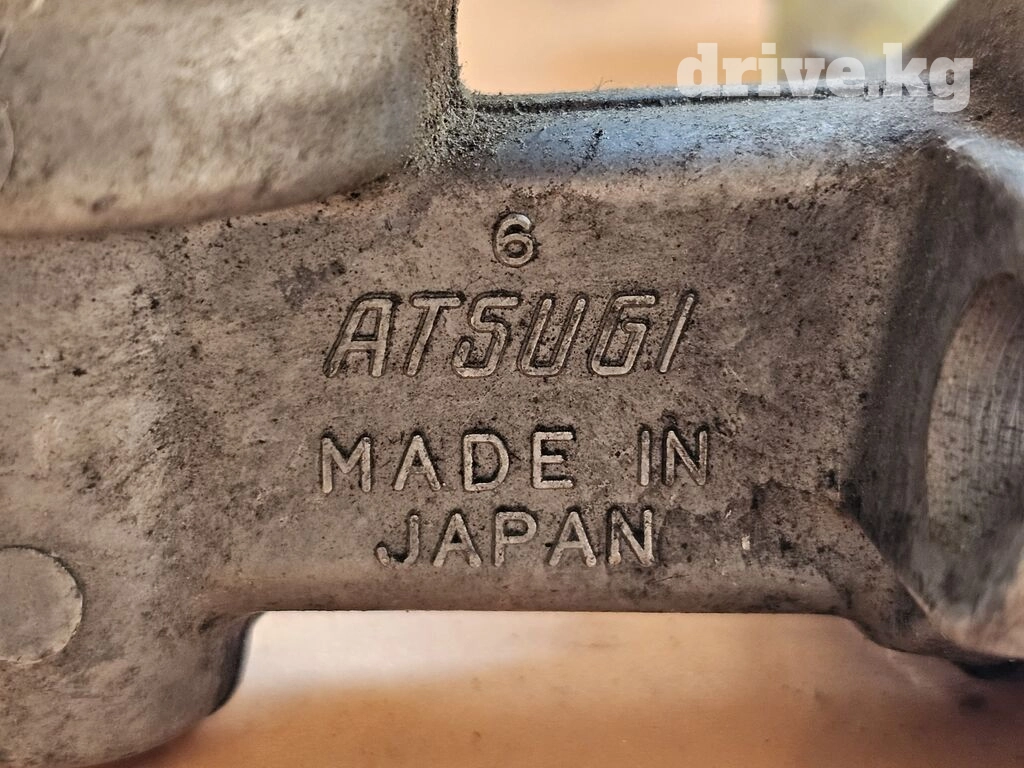 drive.kg
6
ATSUGI
MADE IN
JAPAN